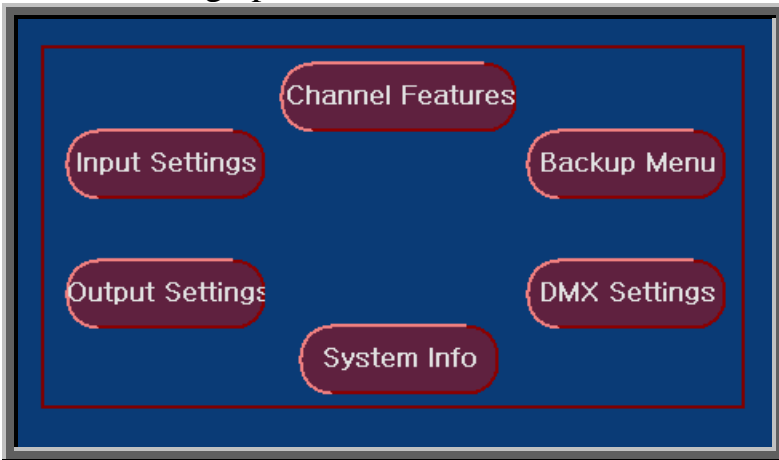 Channel Features
Input Settings
Backup Menu
Output Settings
DMX Settings
System Info